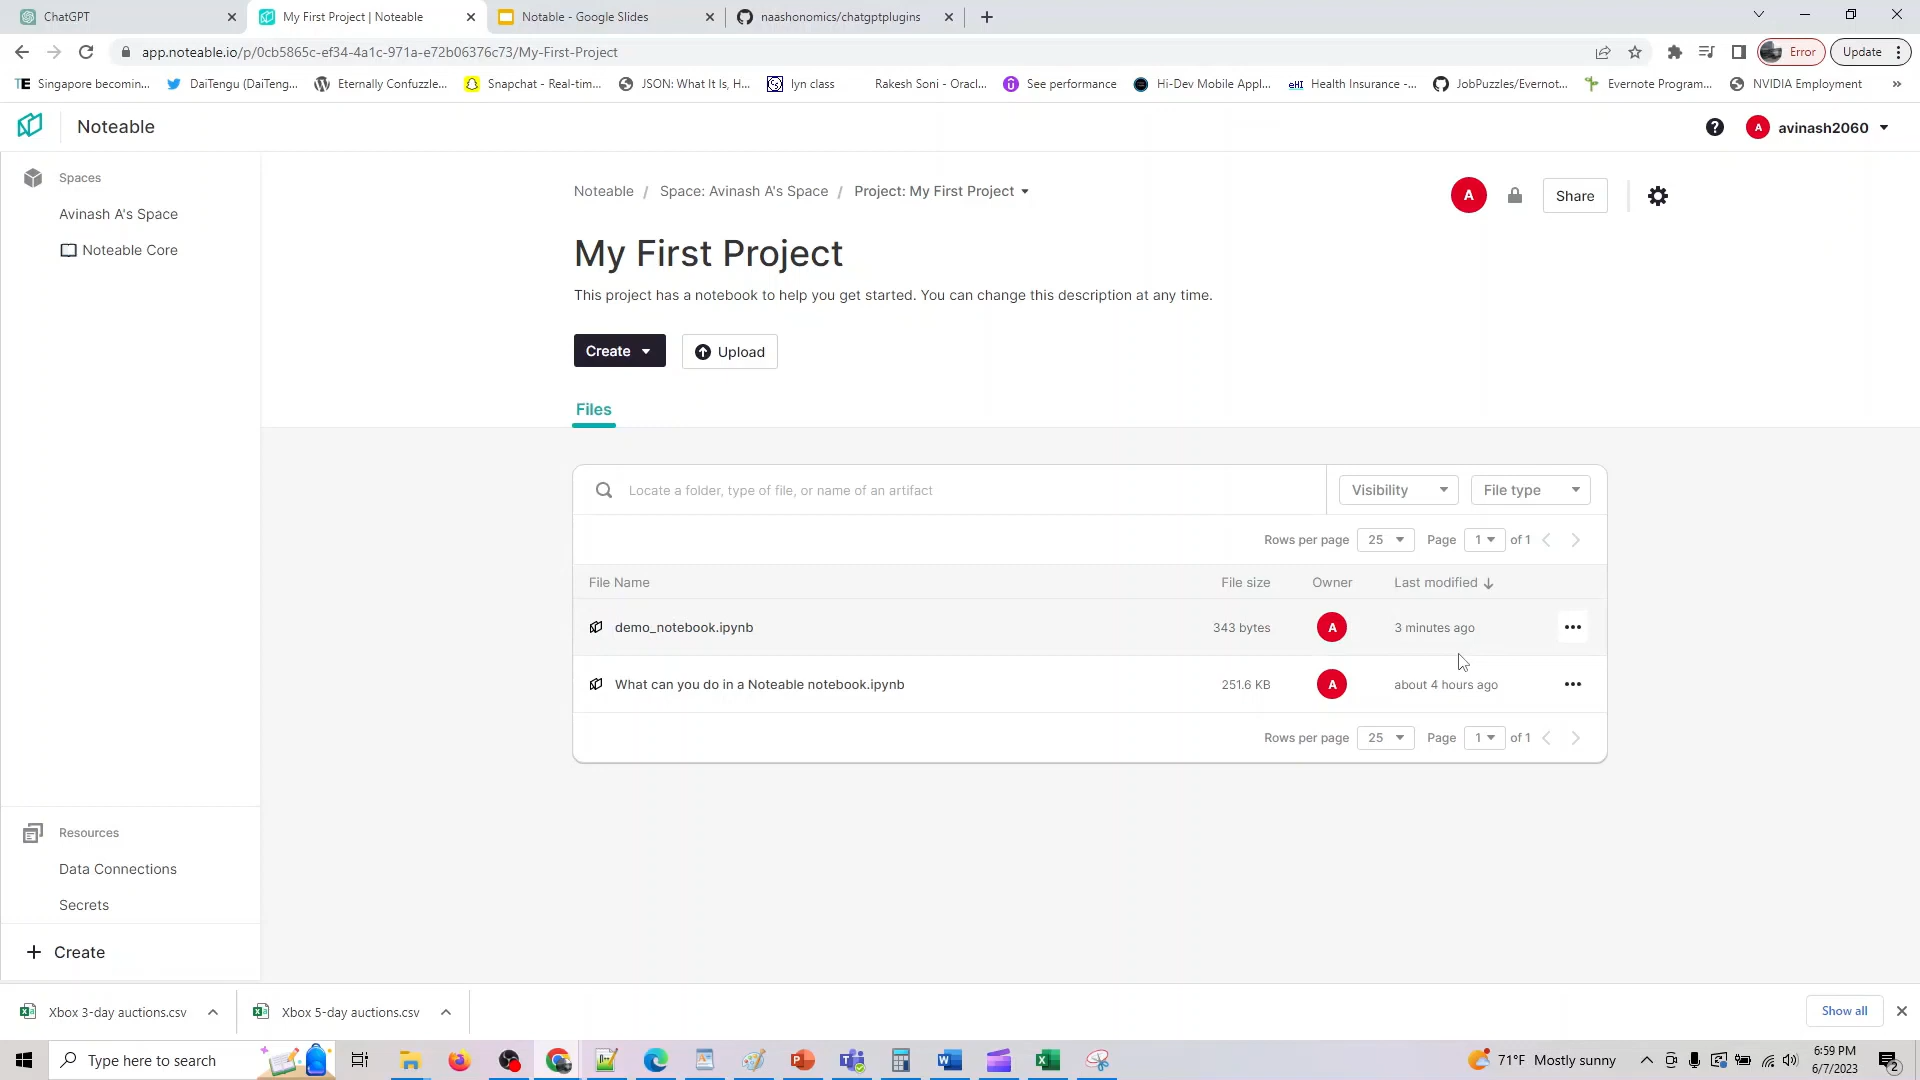 ChatGPT
My First Project | Noteable
Notable - Google Slides
naashonomics/chatgptplugins
app.noteable.io/p/0cb5865c-ef34-4a1c-971a-e72b06376c73/My-First-Project
Error
Update
Singapore becomin...
DaiTengu (DaiTeng...
Eternally Confuzzle...
Snapchat - Real-tim...
JSON: What It Is, H...
lyn class
Rakesh Soni - Oracl...
See performance
Hi-Dev Mobile Appl...
eHI
Health Insurance -...
JobPuzzles/Evernot...
Evernote Program...
NVIDIA Employment
»
Noteable
A
avinash2060
Spaces
Avinash A's Space
Noteable Core
Noteable / Space: Avinash A's Space / Project: My First Project
A
Share
My First Project
This project has a notebook to help you get started. You can change this description at any time.
Create
Upload
Files
Locate a folder, type of file, or name of an artifact
Visibility
File type
Rows per page 25 Page 1 of 1
File Name File size Owner Last modified
demo_notebook.ipynb 343 bytes A 3 minutes ago
What can you do in a Noteable notebook.ipynb 251.6 KB A about 4 hours ago
Rows per page 25 Page 1 of 1
Resources
Data Connections
Secrets
+ Create
Xbox 3-day auctions.csv
Xbox 5-day auctions.csv
Show all
Type here to search
71°F Mostly sunny
6:59 PM
6/7/2023
2